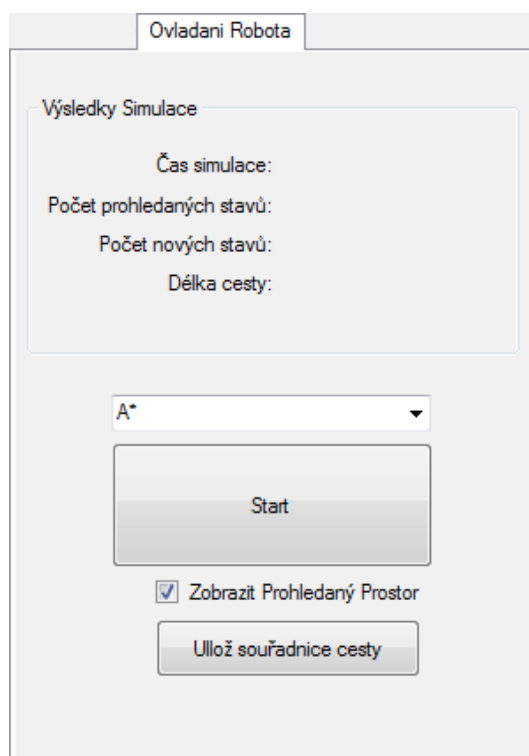 Ovladani Robota
Výsledky Simulace
Čas simulace:
Počet prohledaných stavů:
Počet nových stavů:
Délka cesty:
A*
Start
Zobrazit Prohledaný Prostor
Ullož souřadnice cesty